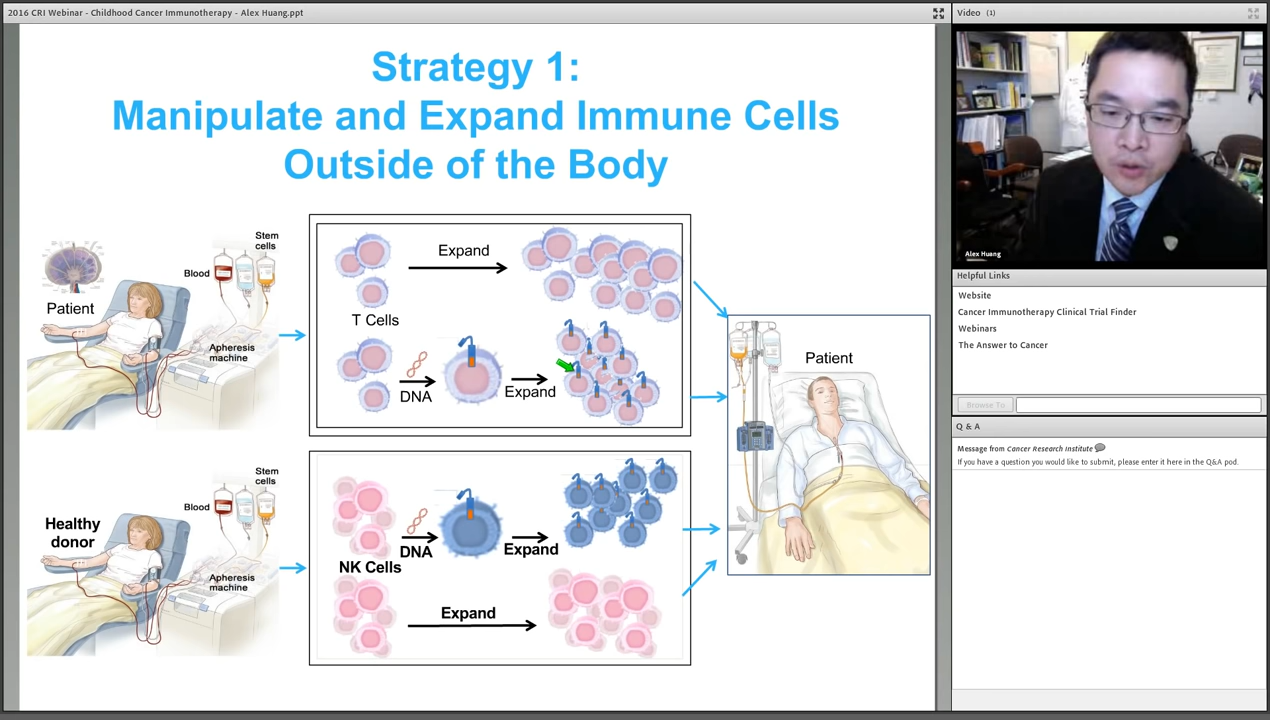 2016 CRI Webinar - Childhood Cancer Immunotherapy - Alex Huang.ppt
Strategy 1:
Manipulate and Expand Immune Cells
Outside of the Body
Patient
Blood
Stem
cells
Apheresis
machine
Expand
T Cells
DNA
Expand
Healthy
donor
Blood
Stem
cells
Apheresis
machine
DNA
Expand
NK Cells
Expand
Patient
Video (1)
Alex Huang
Helpful Links
Website
Cancer Immunotherapy Clinical Trial Finder
Webinars
The Answer to Cancer
Browse To
Q & A
Message from Cancer Research Institute
If you have a question you would like to submit, please enter it here in the Q&A pod.